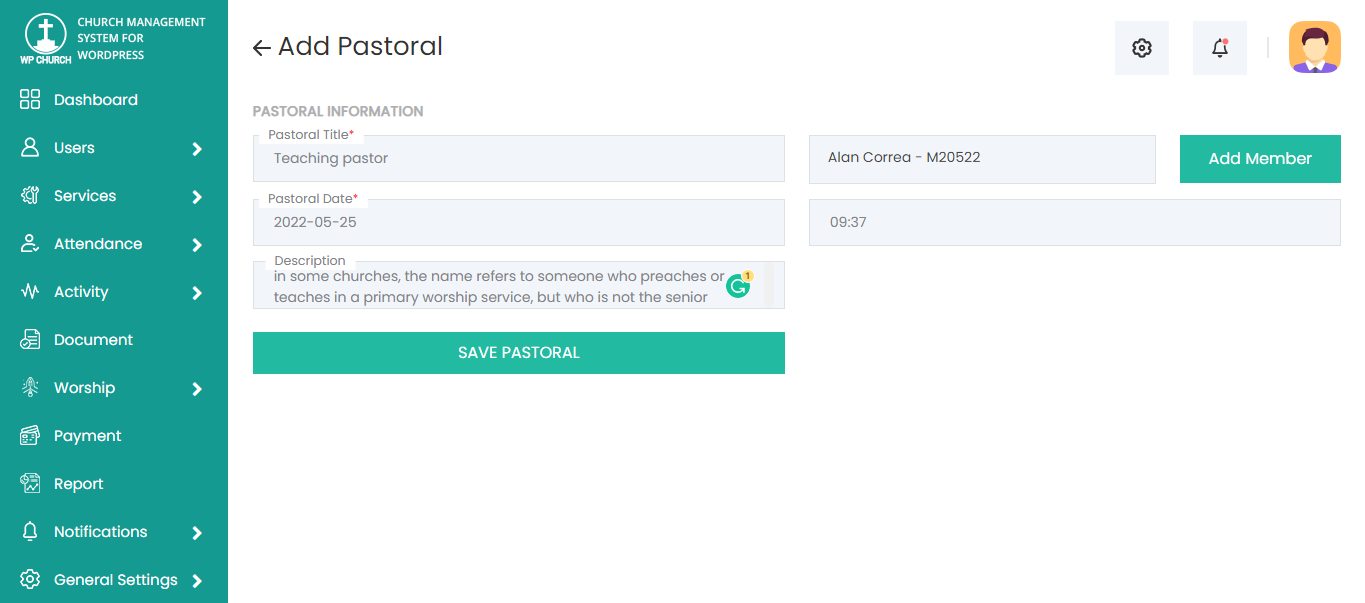 CHURCH MANAGEMENT
SYSTEM FOR
WORDPRESS
WP CHURCH
Dashboard
Users
Services
Attendance
Activity
Document
Worship
Payment
Report
Notifications
General Settings
Add Pastoral
PASTORAL INFORMATION
Pastoral Title*
Teaching pastor
Alan Correa - M20522
Add Member
Pastoral Date*
2022-05-25
09:37
Description
in some churches, the name refers to someone who preaches or
teaches in a primary worship service, but who is not the senior
1
SAVE PASTORAL